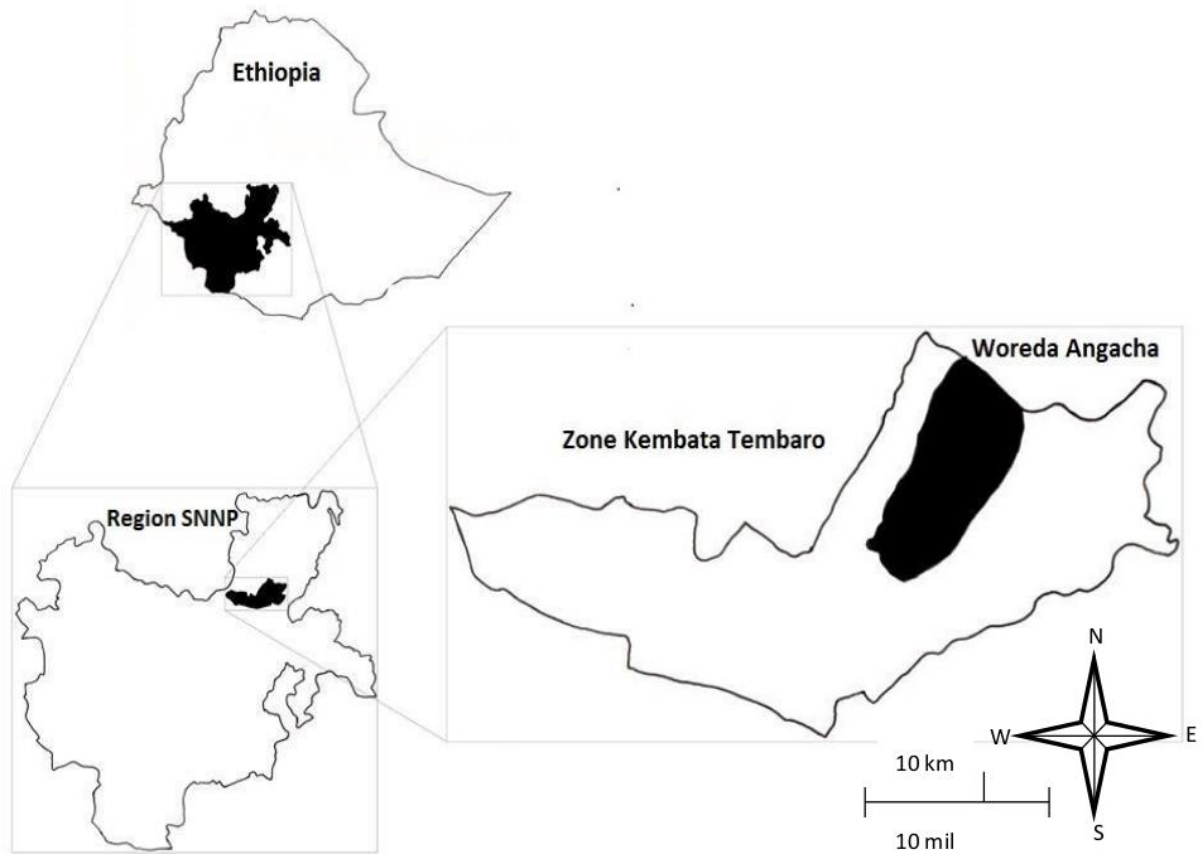 Ethiopia
Woreda Angacha
Zone Kembata Tembaro
Region SNNP
N
W
E
S
10 km
10 mil